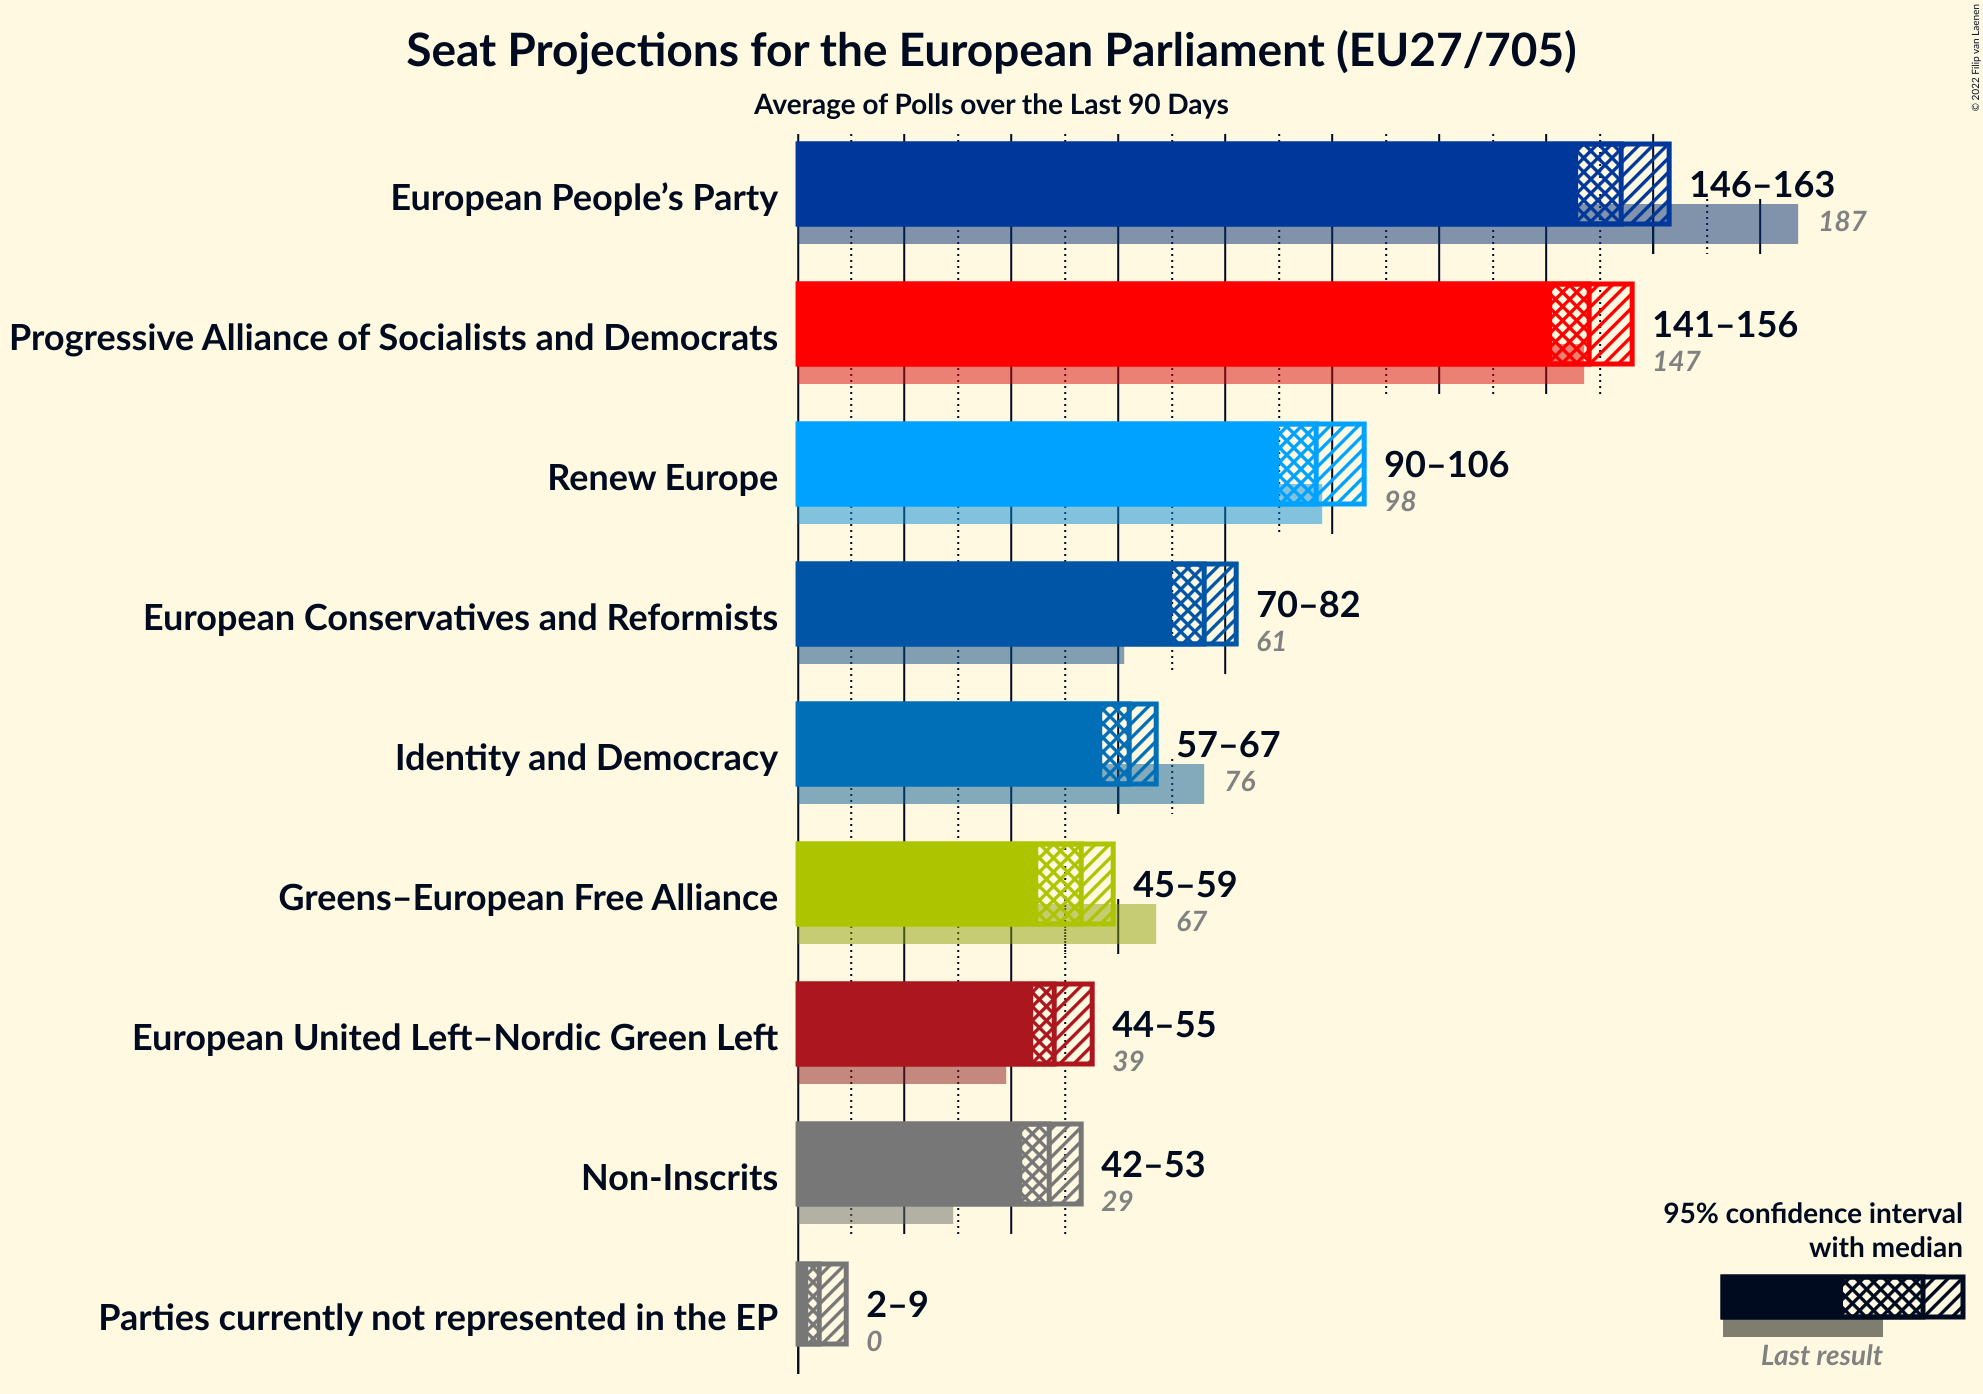 Seat Projections for the European Parliament (EU27/705)
Average of Polls over the Last 90 Days
© 2022 Filip van Laenen
European People’s Party
146–163
187
Progressive Alliance of Socialists and Democrats
141–156
147
Renew Europe
90–106
98
European Conservatives and Reformists
70–82
61
Identity and Democracy
57–67
76
Greens–European Free Alliance
45–59
67
European United Left–Nordic Green Left
44–55
39
Non-Inscrits
42–53
29
Parties currently not represented in the EP
2–9
0
95% confidence interval
with median
Last result